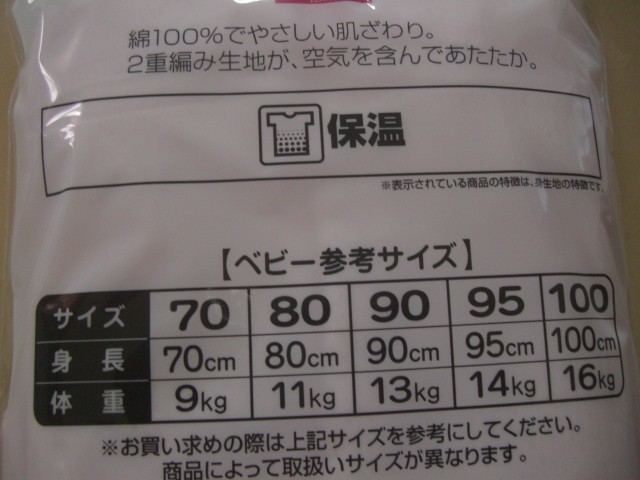 綿100%でやさしい肌ざわり。
2重編み生地が、空気を含んであたたか。
保温
※表示されている商品の特徴は、身生地の特徴です。
【ベビー参考サイズ】
サイズ 70 80 90 95 100
身長 70cm 80cm 90cm 95cm 100cm
体重 9kg 11kg 13kg 14kg 16kg
※お買い求めの際は上記サイズを参考にしてください。
商品によって取扱いサイズが異なります。